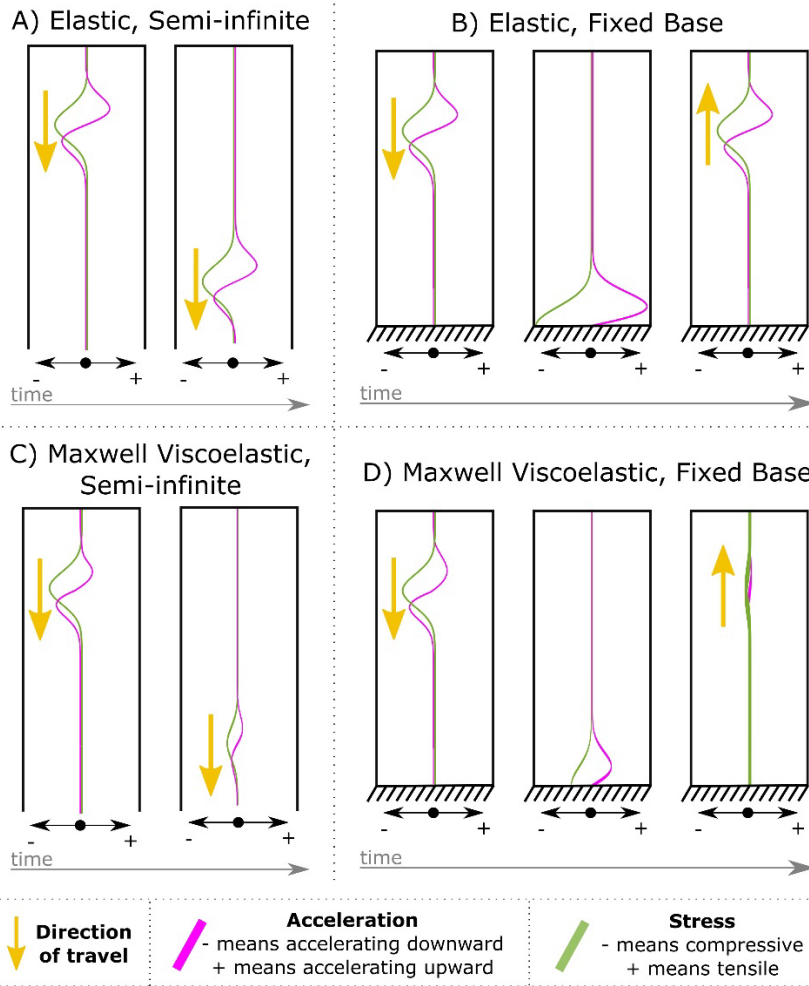 A) Elastic, Semi-infinite
- +
- +
time
B) Elastic, Fixed Base
- +
- +
- +
time
C) Maxwell Viscoelastic,
Semi-infinite
- +
- +
time
D) Maxwell Viscoelastic, Fixed Base
- +
- +
- +
time
Direction
of travel
Acceleration
- means accelerating downward
+ means accelerating upward
Stress
- means compressive
+ means tensile